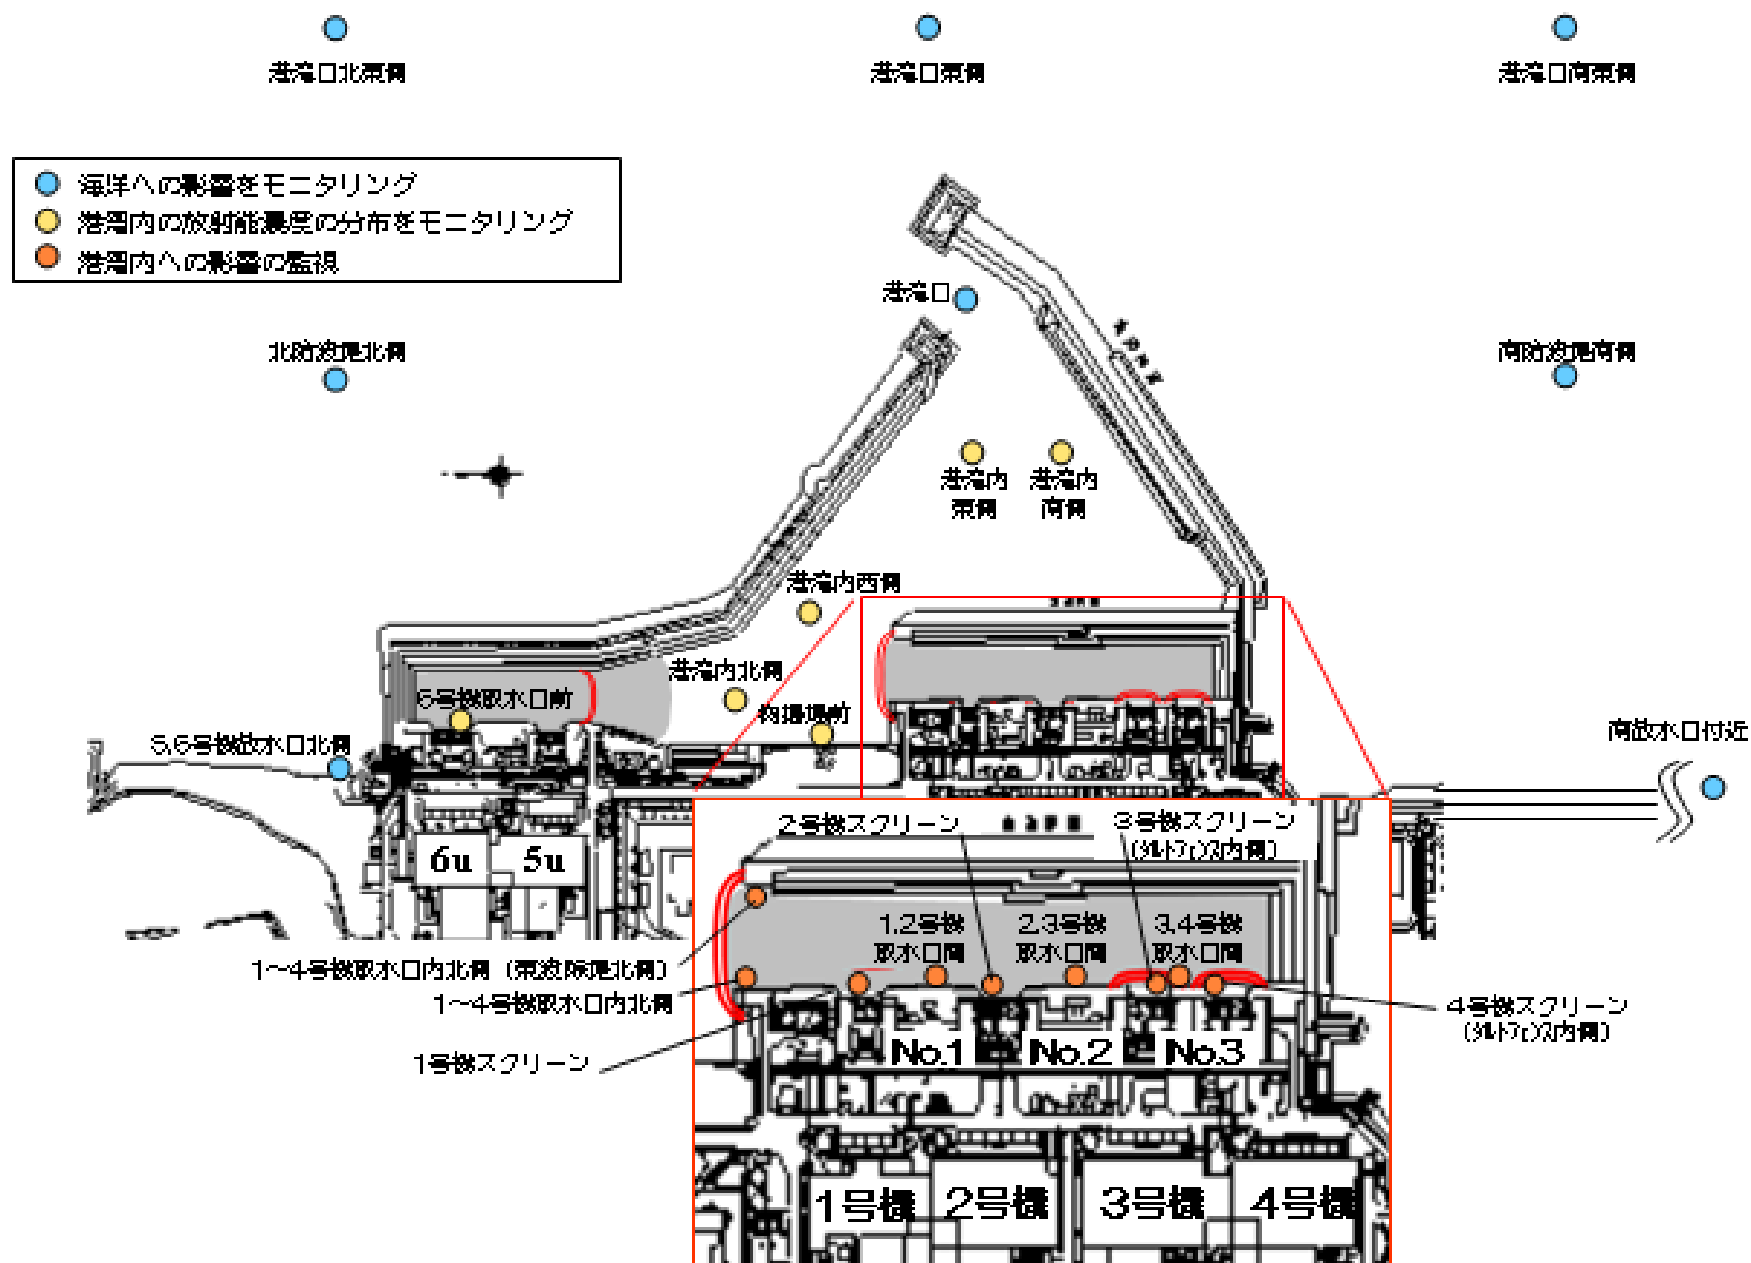 港湾口北東側
港湾口東側
港湾口南東側
海洋への影響をモニタリング
港湾内の放射能濃度の分布をモニタリング
港湾内への影響の監視
港湾口
北防波堤北側
南防波堤南側
港湾内
東側
港湾内
南側
港湾内西側
港湾内北側
6号機取水口前
物揚場前
5,6号機放水口北側
南放水口付近
2号機スクリーン
3号機スクリーン
(シルトフェンス内側)
6u
5u
1,2号機
取水口間
2,3号機
取水口間
3,4号機
取水口間
1～4号機取水口内北側（東波除堤北側）
1～4号機取水口内北側
4号機スクリーン
(シルトフェンス内側)
1号機スクリーン
No.1
No.2
No.3
1号機
2号機
3号機
4号機